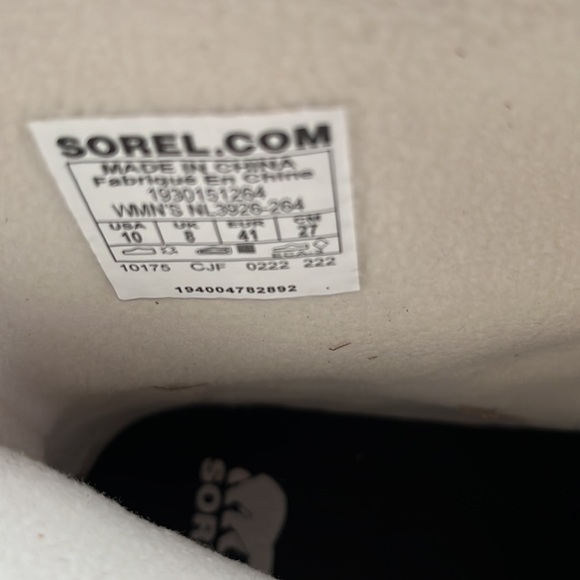 SOREL.COM
MADE IN CHINA
Fabriqué En Chine
1930151264
WMN'S NL3926-264
USA UK EUR CM
10 8 41 27
10175 CJF 0222 222
194004782892
SOR